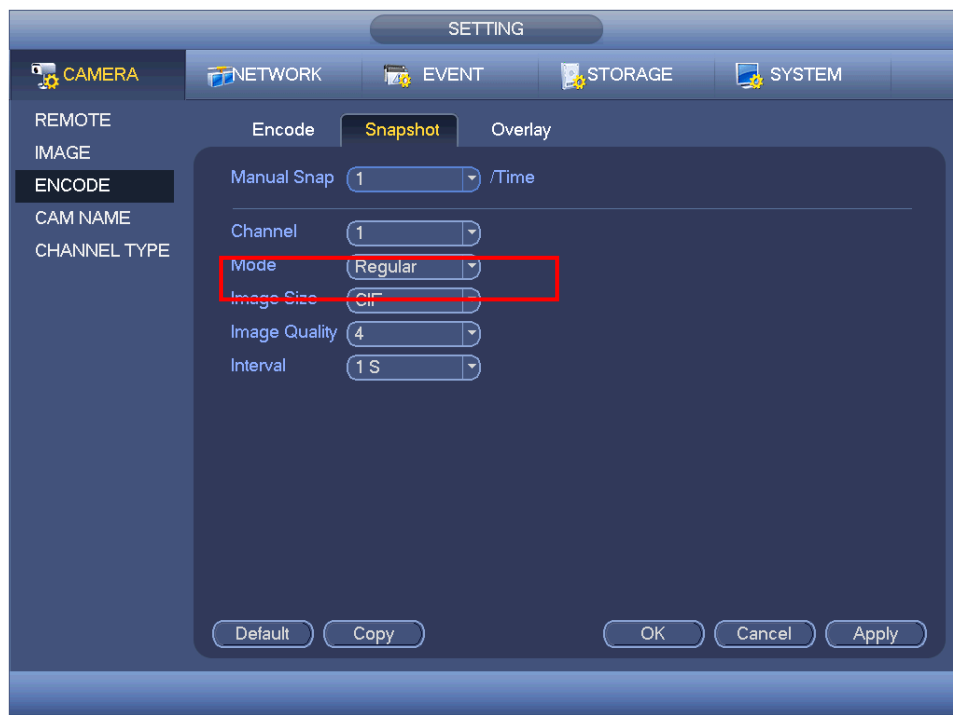 SETTING
CAMERA NETWORK EVENT STORAGE SYSTEM
REMOTE
IMAGE
ENCODE
CAM NAME
CHANNEL TYPE
Encode Snapshot Overlay
Manual Snap 1 /Time
Channel 1
Mode Regular
Image Size CIF
Image Quality 4
Interval 1 S
Default Copy OK Cancel Apply